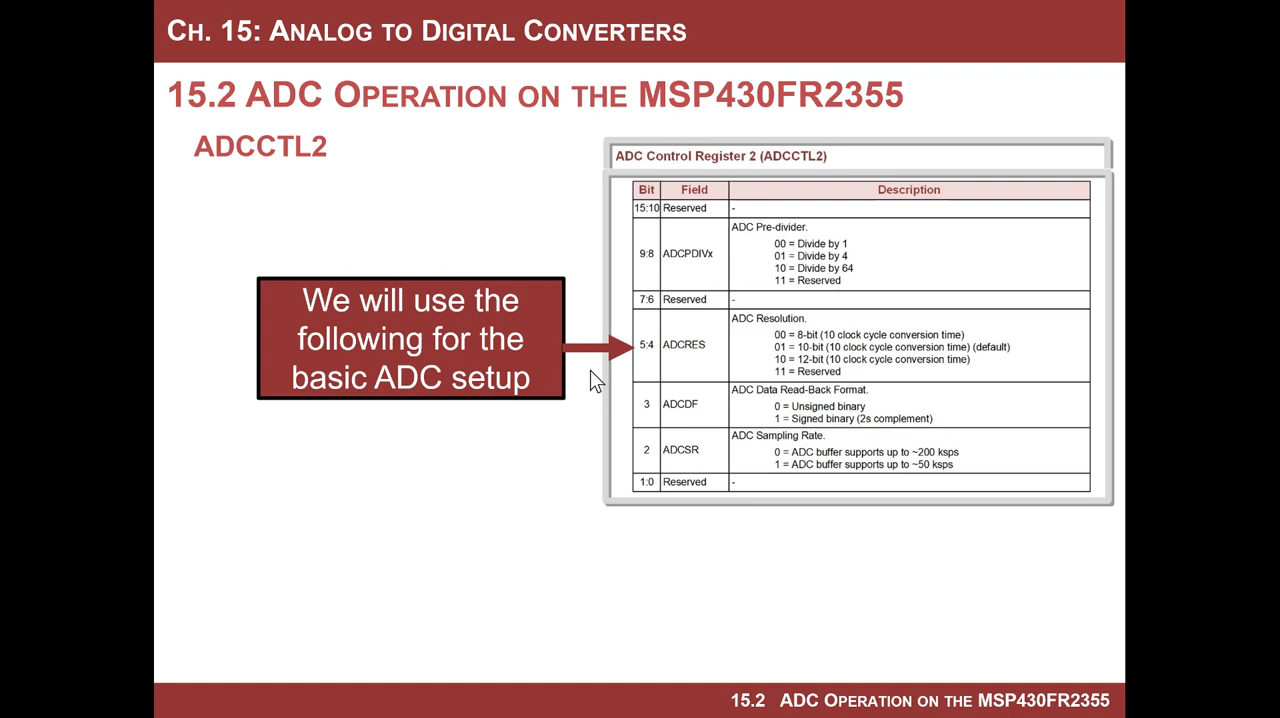 CH. 15: ANALOG TO DIGITAL CONVERTERS
15.2 ADC OPERATION ON THE MSP430FR2355
ADCCTL2
We will use the
following for the
basic ADC setup
ADC Control Register 2 (ADCCTL2)
Bit Field Description
15:10 Reserved -
ADC Pre-divider.
00 = Divide by 1
9:8 ADCPDIVx
01 = Divide by 4
10 = Divide by 64
11 = Reserved
7:6 Reserved -
ADC Resolution.
00 = 8-bit (10 clock cycle conversion time)
5:4 ADCRES
01 = 10-bit (10 clock cycle conversion time) (default)
10 = 12-bit (10 clock cycle conversion time)
11 = Reserved
ADC Data Read-Back Format.
3 ADCDF
0 = Unsigned binary
1 = Signed binary (2s complement)
ADC Sampling Rate.
2 ADCSR
0 = ADC buffer supports up to ~200 ksps
1 = ADC buffer supports up to ~50 ksps
1:0 Reserved -
15.2 ADC OPERATION ON THE MSP430FR2355